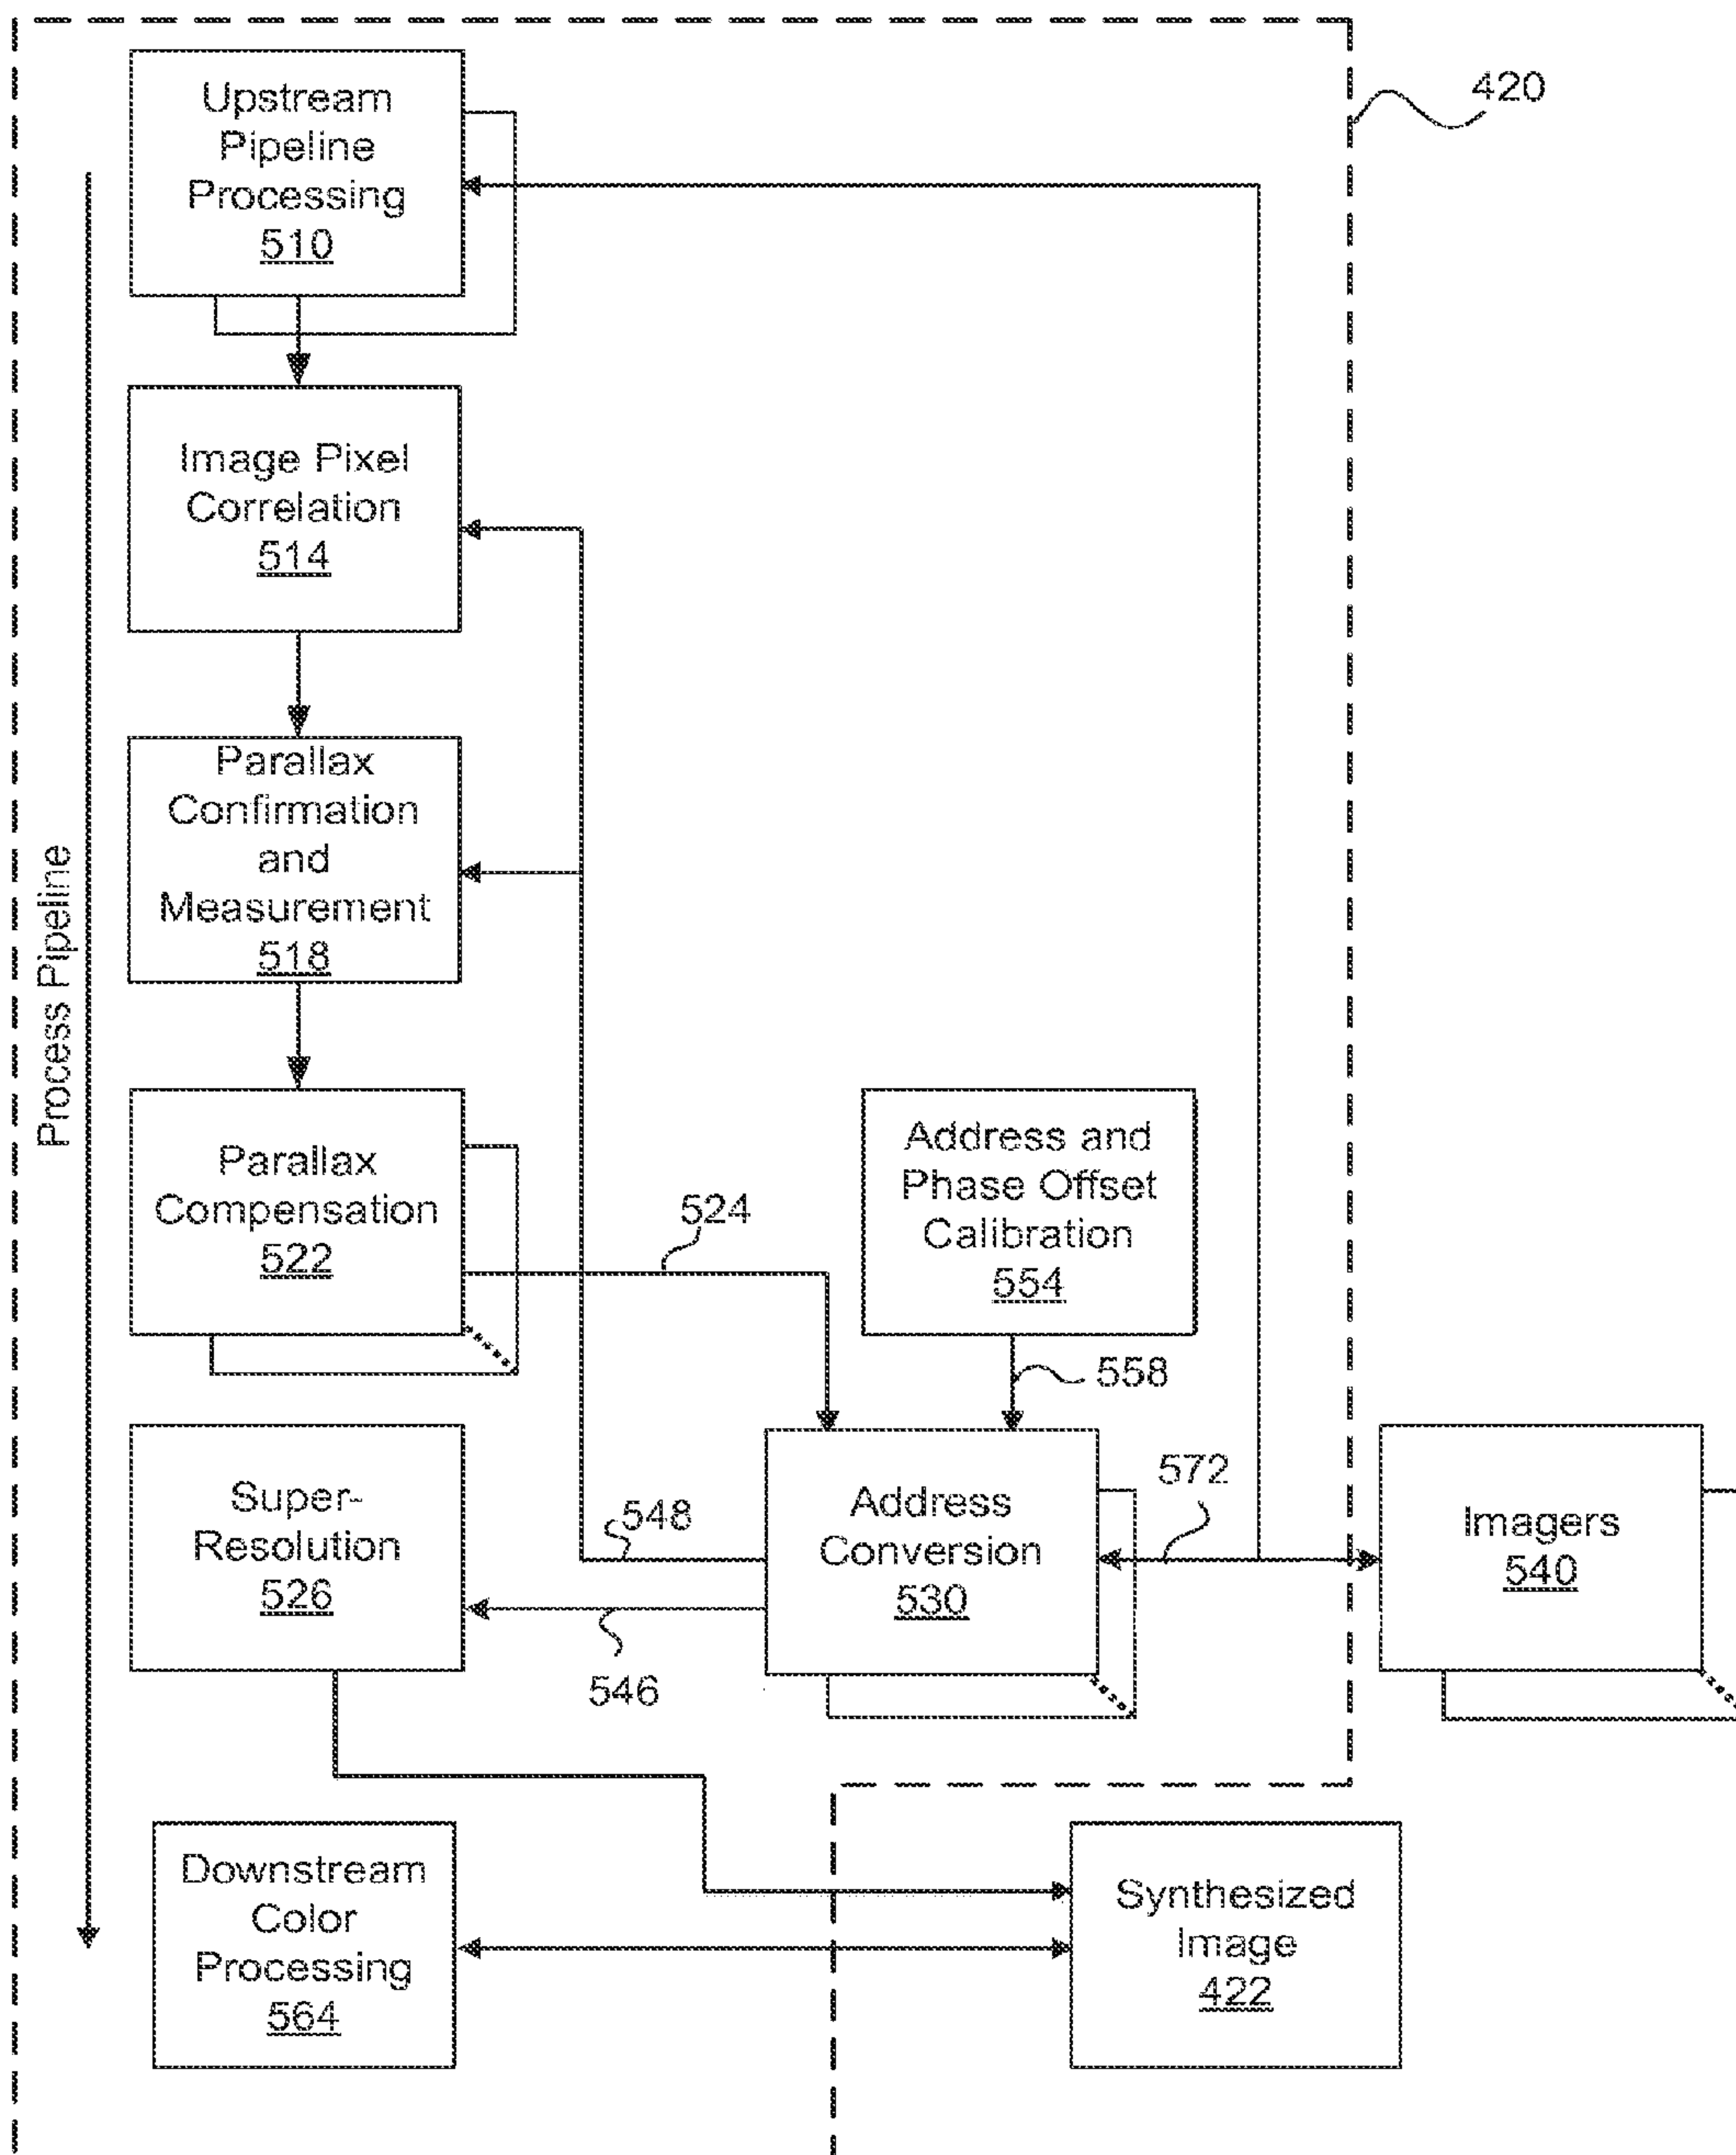 420
Upstream
Pipeline
Processing
510
Image Pixel
Correlation
514
Parallax
Confirmation
and
Measurement
518
Process Pipeline
Parallax
Compensation
522
524
Address and
Phase Offset
Calibration
554
558
Super-
Resolution
526
548
546
Address
Conversion
530
572
Imagers
540
Downstream
Color
Processing
564
Synthesized
Image
422